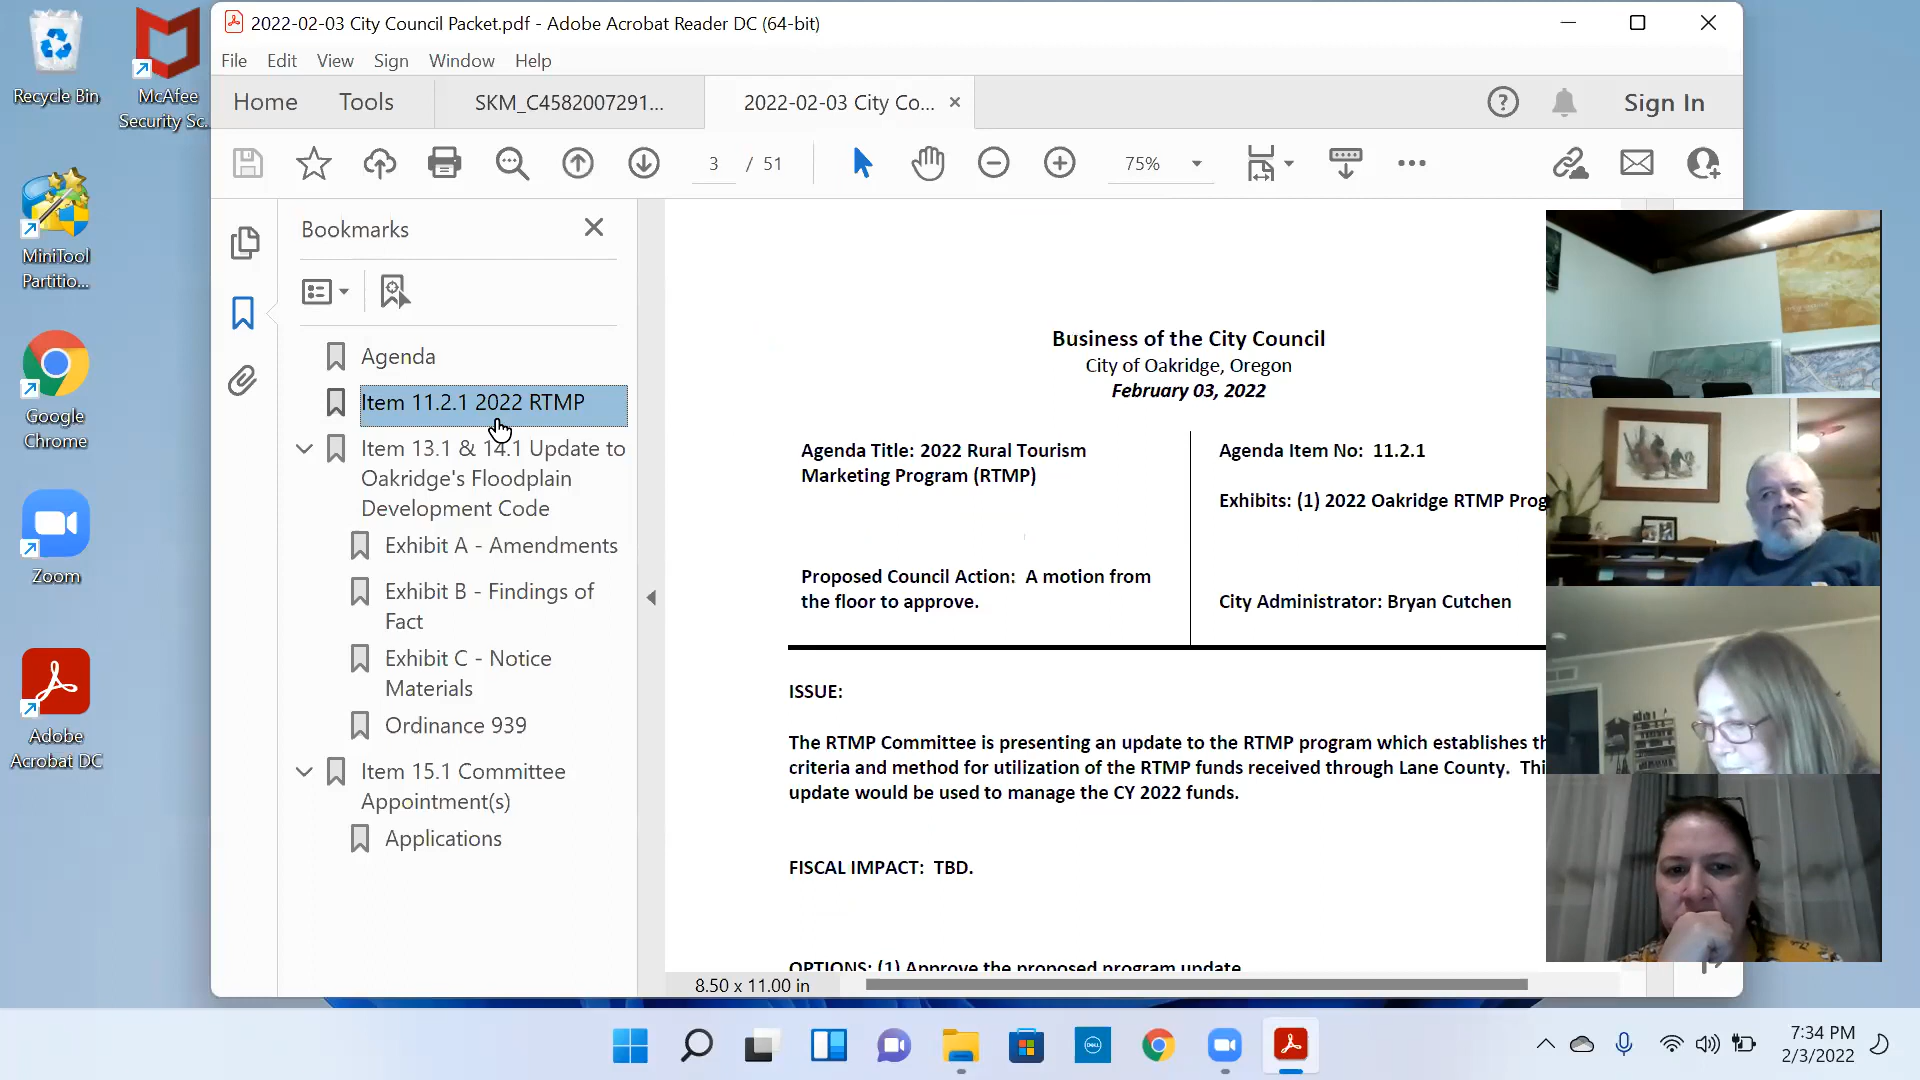 Recycle Bin
McAfee
Security Sc...
MiniTool
Partitio...
Google
Chrome
Zoom
Adobe
Acrobat DC
2022-02-03 City Council Packet.pdf - Adobe Acrobat Reader DC (64-bit)
File Edit View Sign Window Help
Home Tools SKM_C4582007291... 2022-02-03 City Co... Sign In
3 / 51 75%
Bookmarks
Agenda
Item 11.2.1 2022 RTMP
Item 13.1 & 14.1 Update to
Oakridge's Floodplain
Development Code
Exhibit A - Amendments
Exhibit B - Findings of
Fact
Exhibit C - Notice
Materials
Ordinance 939
Item 15.1 Committee
Appointment(s)
Applications
Business of the City Council
City of Oakridge, Oregon
February 03, 2022
Agenda Title: 2022 Rural Tourism
Marketing Program (RTMP)
Proposed Council Action: A motion from
the floor to approve.
Agenda Item No: 11.2.1
Exhibits: (1) 2022 Oakridge RTMP Prog
City Administrator: Bryan Cutchen
ISSUE:
The RTMP Committee is presenting an update to the RTMP program which establishes th
criteria and method for utilization of the RTMP funds received through Lane County. Thi
update would be used to manage the CY 2022 funds.
FISCAL IMPACT: TBD.
OPTIONS: (1) Approve the proposed program update
8.50 x 11.00 in
DELL
7:34 PM
2/3/2022